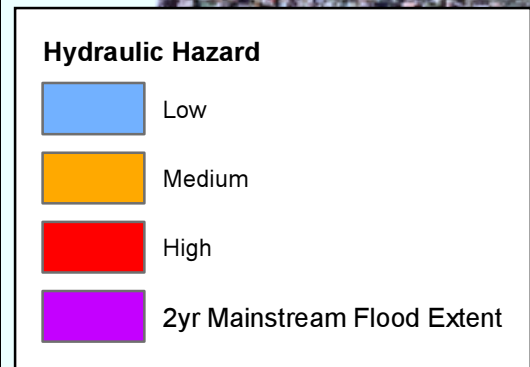 Hydraulic Hazard
Low
Medium
High
2yr Mainstream Flood Extent